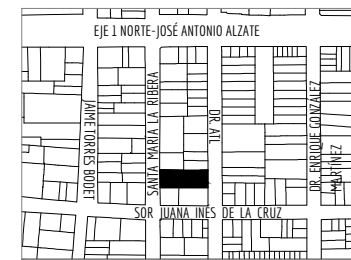 EJE 1 NORTE-JOSÉ ANTONIO ALZATE
JAIME TORRES BODET
SANTA MARIA LA RIBERA
DR. ATL
DR. ENRIQUE GONZÁLEZ
MARTÍNEZ
SOR JUANA INÉS DE LA CRUZ